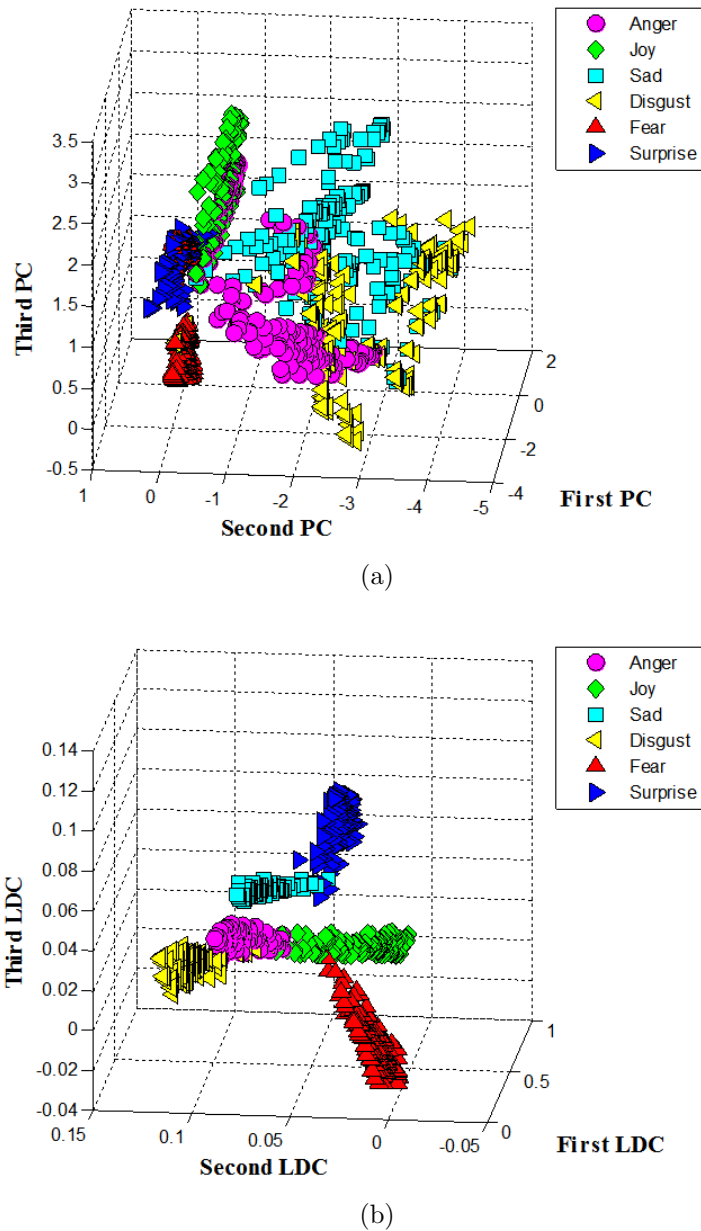 Anger
Joy
Sad
Disgust
Fear
Surprise
3.5
3
2.5
2
1.5
1
0.5
0
-0.5
Third PC
1
0
-1
-2
-3
-4
-5
Second PC
2
0
-2
-4
First PC
(a)
Anger
Joy
Sad
Disgust
Fear
Surprise
0.14
0.12
0.1
0.08
0.06
0.04
0.02
0
-0.02
-0.04
Third LDC
0.15
0.1
0.05
0
-0.05
Second LDC
1
0.5
0
First LDC
(b)